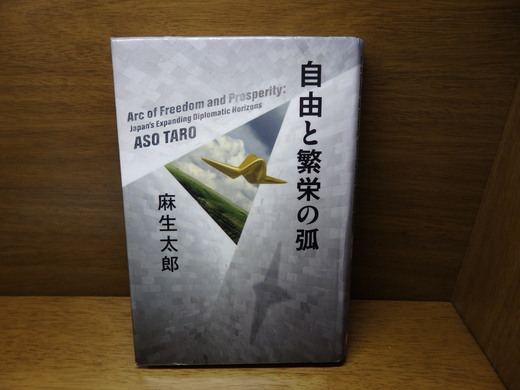 自由と繁栄の弧
Arc of Freedom and Prosperity:
Japan's Expanding Diplomatic Horizons
ASO TARO
麻生太郎